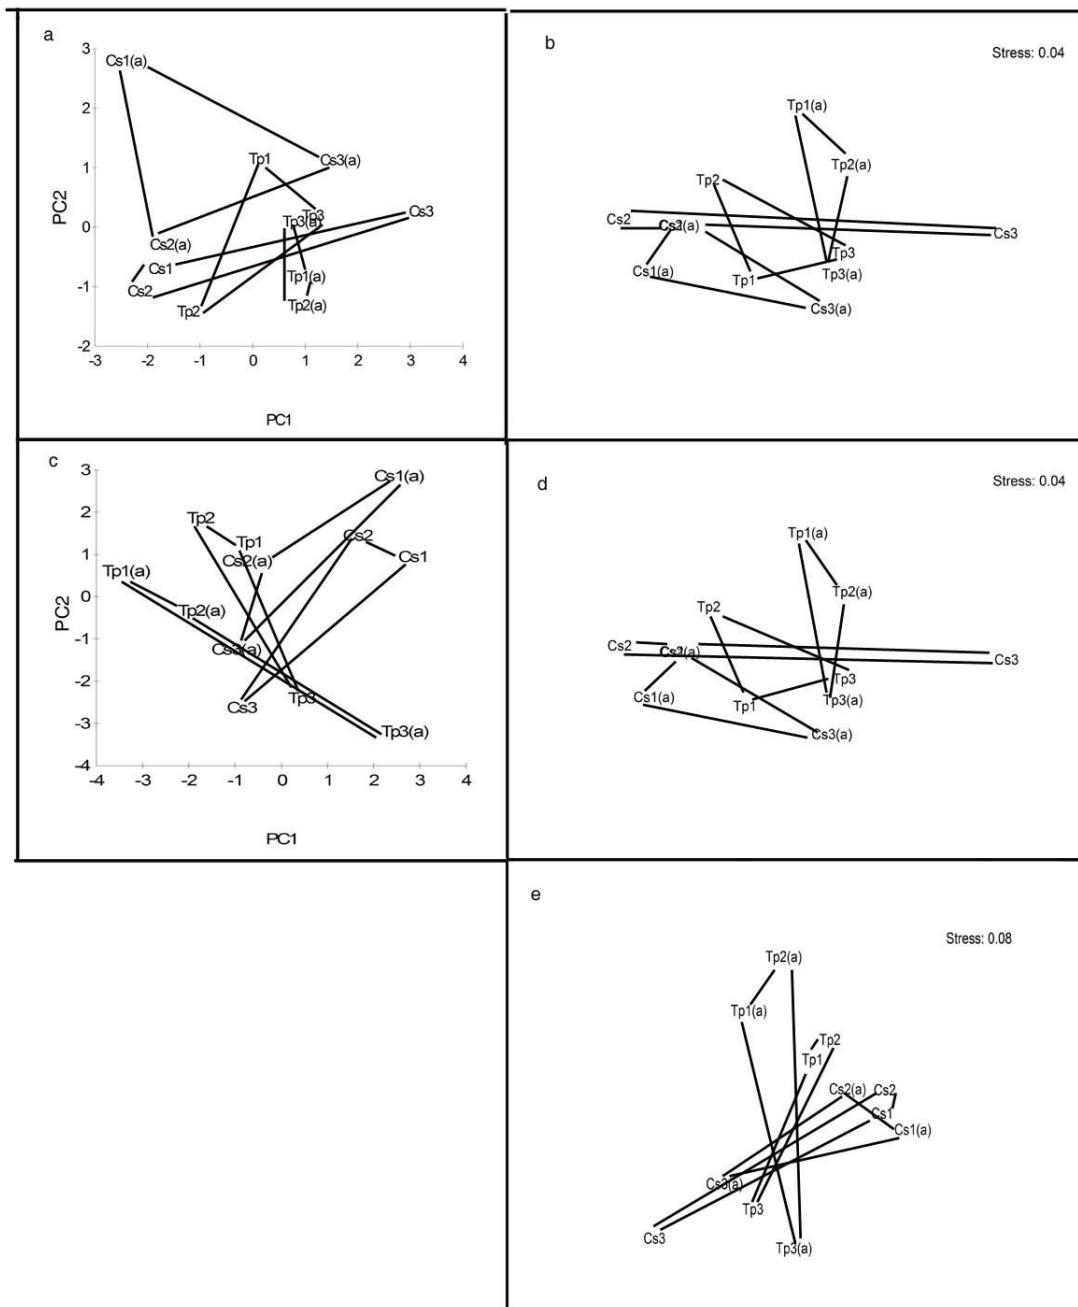 a
3
Cs1(a)
2
Tp1
Cs3(a)
1
PC2
Tp3
Cs3
0
Tp3(a)
Cs2(a)
Cs1
Tp1(a)
-1
Cs2
Tp2
Tp2(a)
-2
-3 -2 -1 0 1 2 3 4
PC1
b
Stress: 0.04
Tp1(a)
Tp2(a)
Tp2
Cs2
Cs3
Tp3
Cs1(a)
Tp1
Tp3(a)
Cs3(a)
c
3
Cs1(a)
2
Tp2
Cs2
1
Tp1
Cs2(a)
Cs1
Tp1(a)
0
PC2
Tp2(a)
-1
Cs3(a)
-2
Tp3
Cs3
-3
Tp3(a)
-4
-4 -3 -2 -1 0 1 2 3 4
PC1
d
Stress: 0.04
Tp1(a)
Tp2(a)
Tp2
Cs2
Cs3
Tp3
Cs1(a)
Tp1
Tp3(a)
Cs3(a)
e
Stress: 0.08
Tp2(a)
Tp1(a)
Tp2
Tp1
Cs2(a)
Cs2
Cs1
Cs1(a)
Cs3(a)
Tp3
Cs3
Tp3(a)